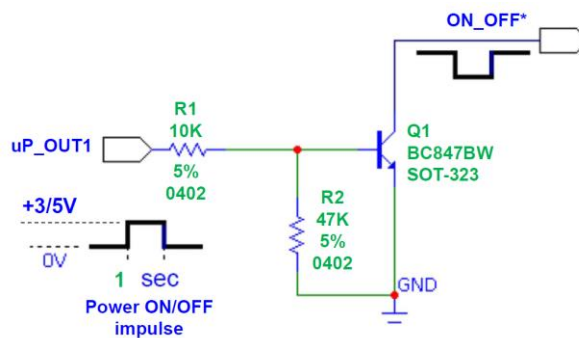 ON_OFF*
R1
10K
5%
0402
uP_OUT1
Q1
BC847BW
SOT-323
R2
47K
5%
0402
+3/5V
0V
1 sec
Power ON/OFF
impulse
GND